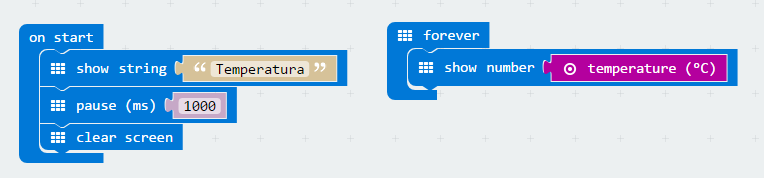 on start
show string “ Temperatura ”
pause (ms) 1000
clear screen
forever
show number temperature (°C)